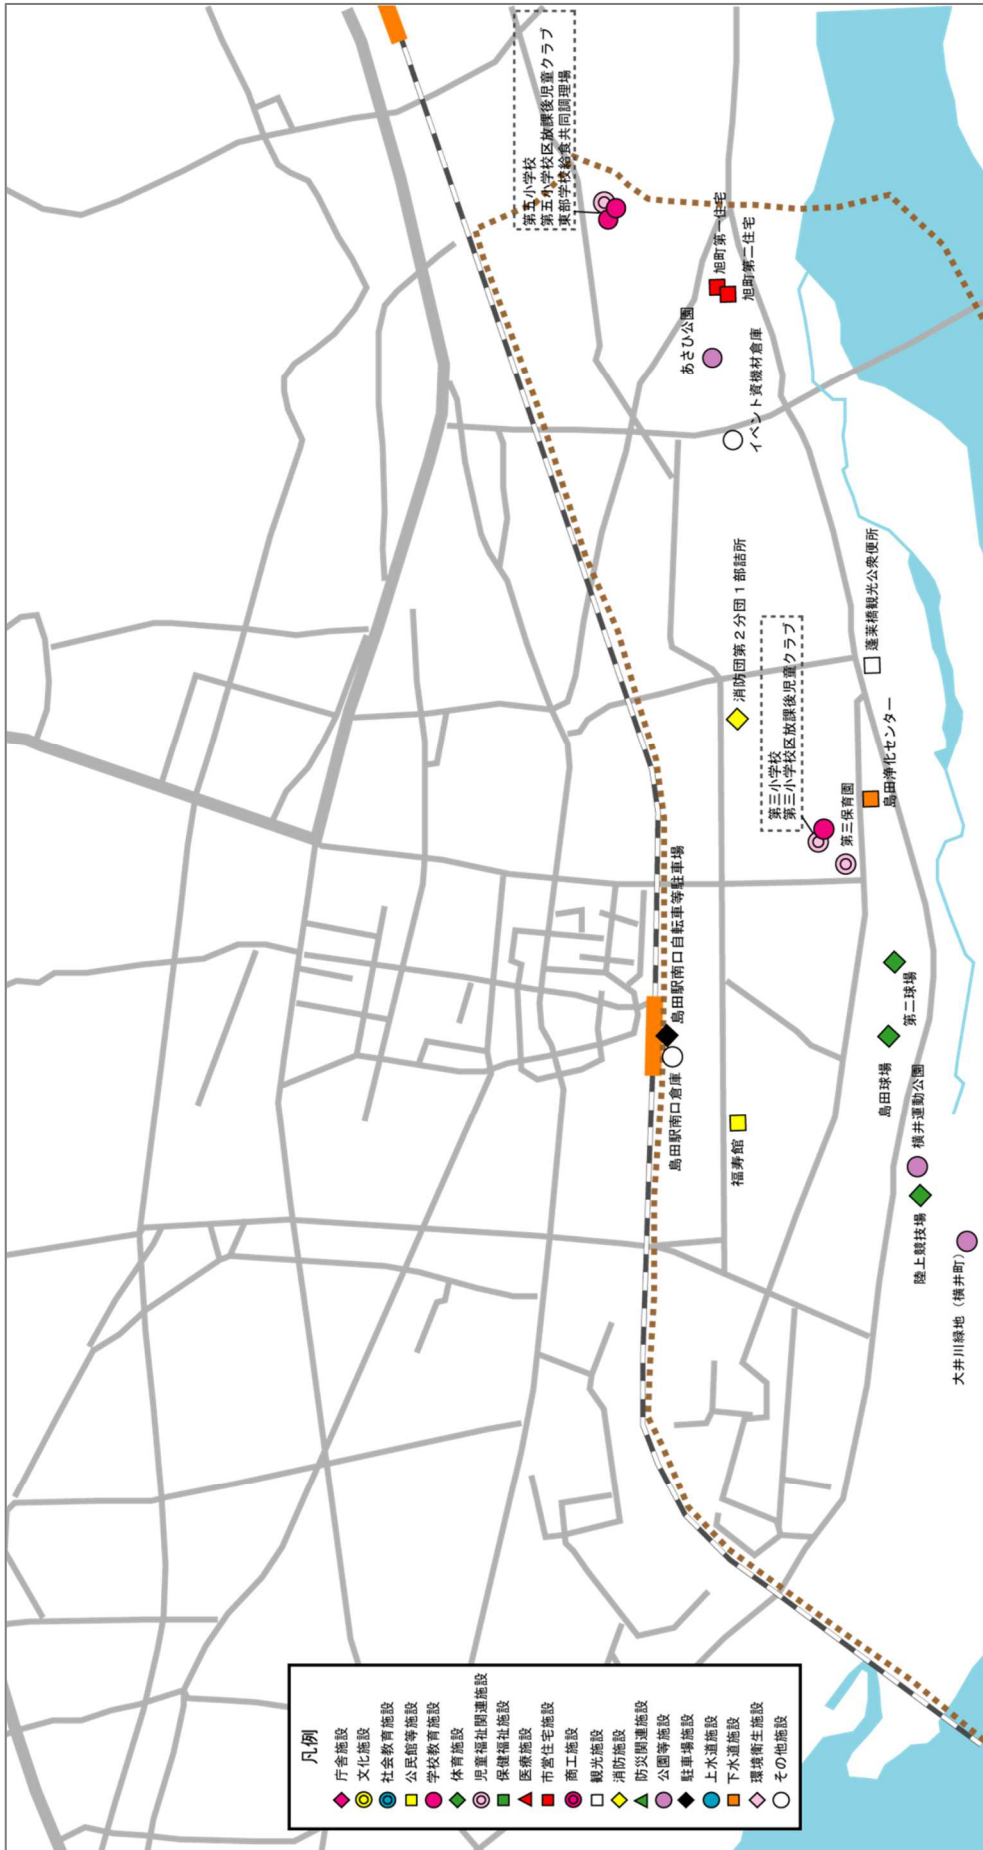 第五小学校
第五小学校区放課後児童クラブ
東部学校給食共同調理場
旭町第一住宅
旭町第二住宅
あさひ公園
イベント資機材倉庫
消防団第２分団１部詰所
蓬莱橋観光公衆便所
第三小学校
第三小学校区放課後児童クラブ
島田浄化センター
第三保育園
島田駅南口自転車等駐車場
島田駅南口倉庫
福寿館
第二球場
島田球場
横井運動公園
陸上競技場
大井川緑地（横井町）
凡例
庁舎施設
文化施設
社会教育施設
公民館等施設
学校教育施設
体育施設
児童福祉関連施設
保健福祉施設
医療施設
市営住宅施設
商工施設
観光施設
消防施設
防災関連施設
公園等施設
駐車場施設
上水道施設
下水道施設
環境衛生施設
その他施設